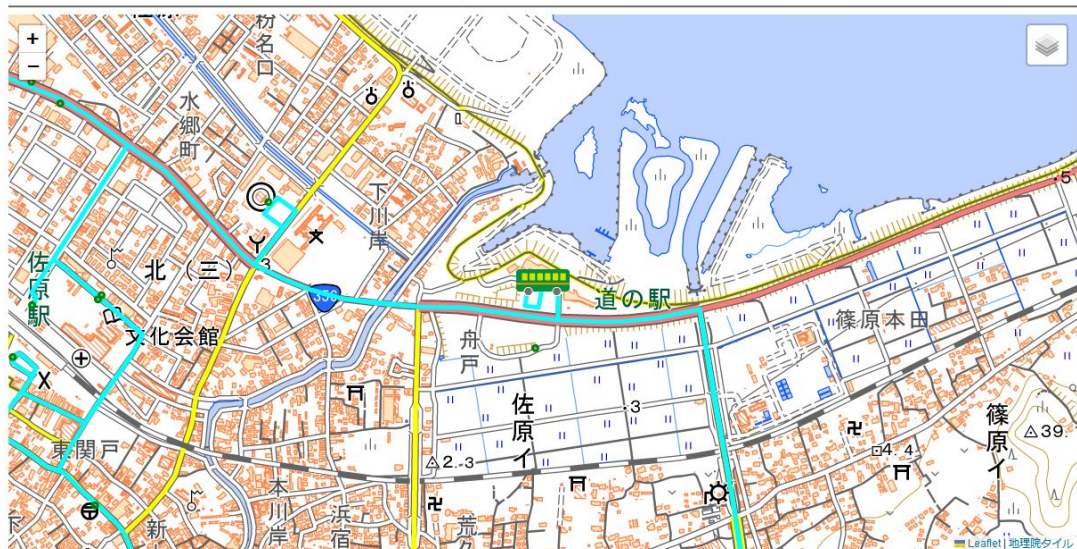 +
−
粉名口
水郷町
下川岸
北(三)
3
佐原駅
文化会館
356
道の駅
舟戸
篠原本田
.5
.3
佐原イ
篠原イ
39.
4.4
2.3
東関戸
本川岸
浜宿
Leaflet | 地理院タイル